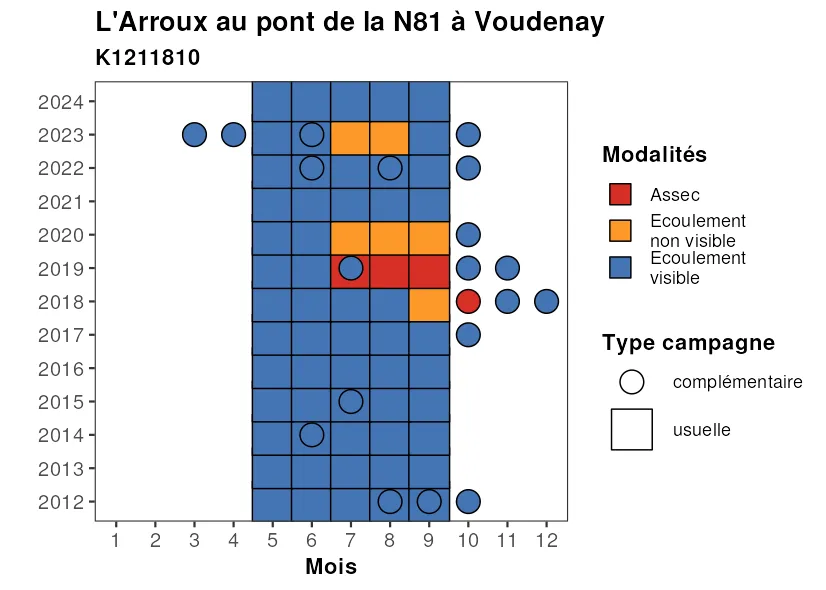 L'Arroux au pont de la N81 à Voudenay
K1211810
2024
2023
2022
2021
2020
2019
2018
2017
2016
2015
2014
2013
2012
1 2 3 4 5 6 7 8 9 10 11 12
Mois
Modalités
Assec
Ecoulement
non visible
Ecoulement
visible
Type campagne
complémentaire
usuelle